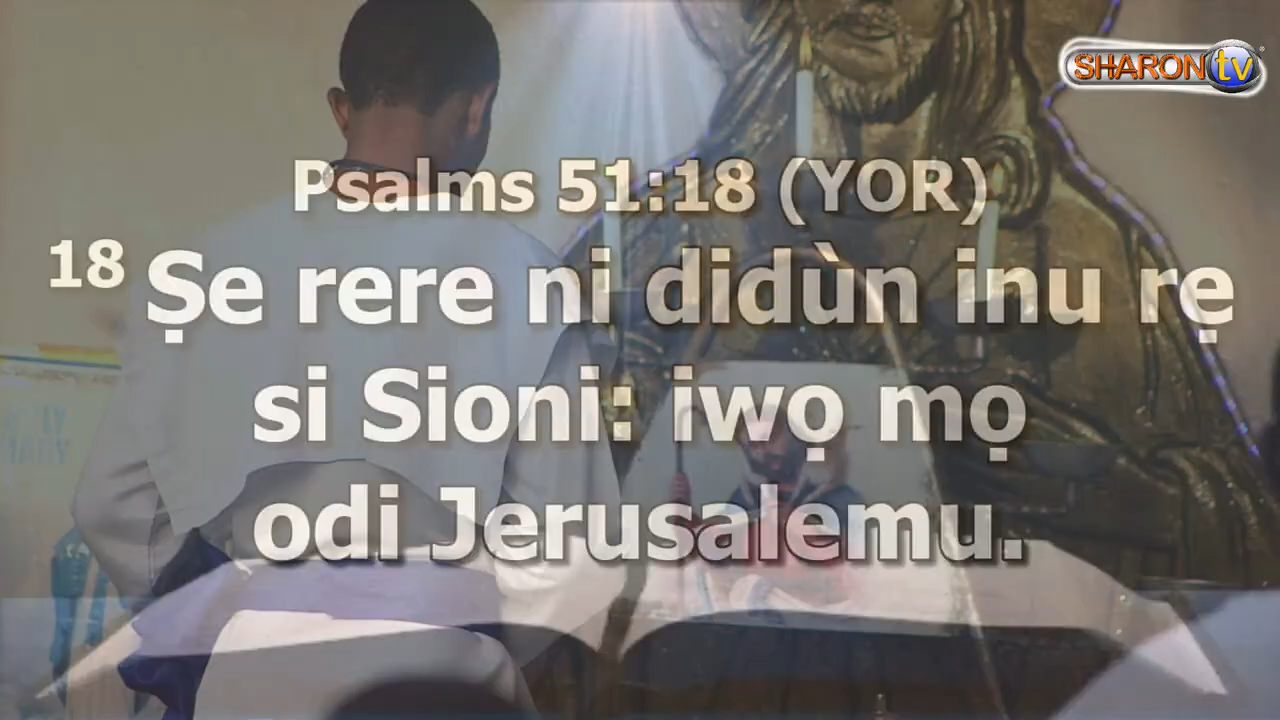 SHARON tv
Psalms 51:18 (YOR)
18 Ṣe rere ni didùn inu rẹ
si Sioni: iwọ mọ
odi Jerusalemu.